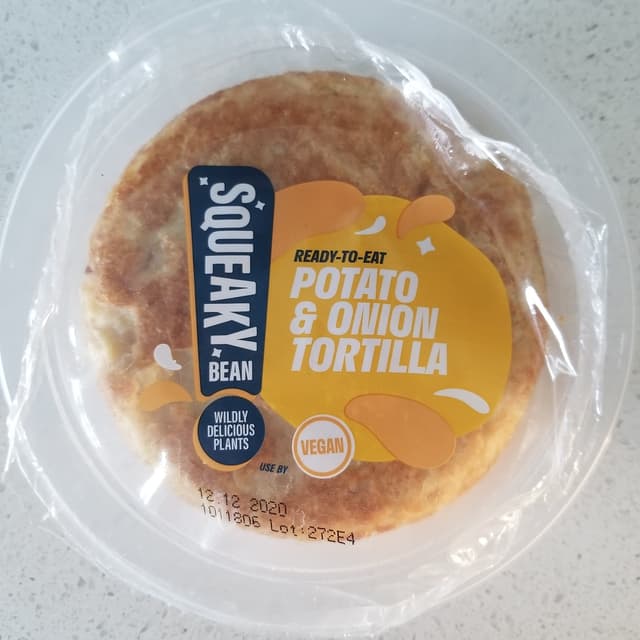 SQUEAKY
BEAN
WILDLY
DELICIOUS
PLANTS
READY-TO-EAT
POTATO
& ONION
TORTILLA
VEGAN
USE BY
12.12 2020
1011806 Lot:272E4